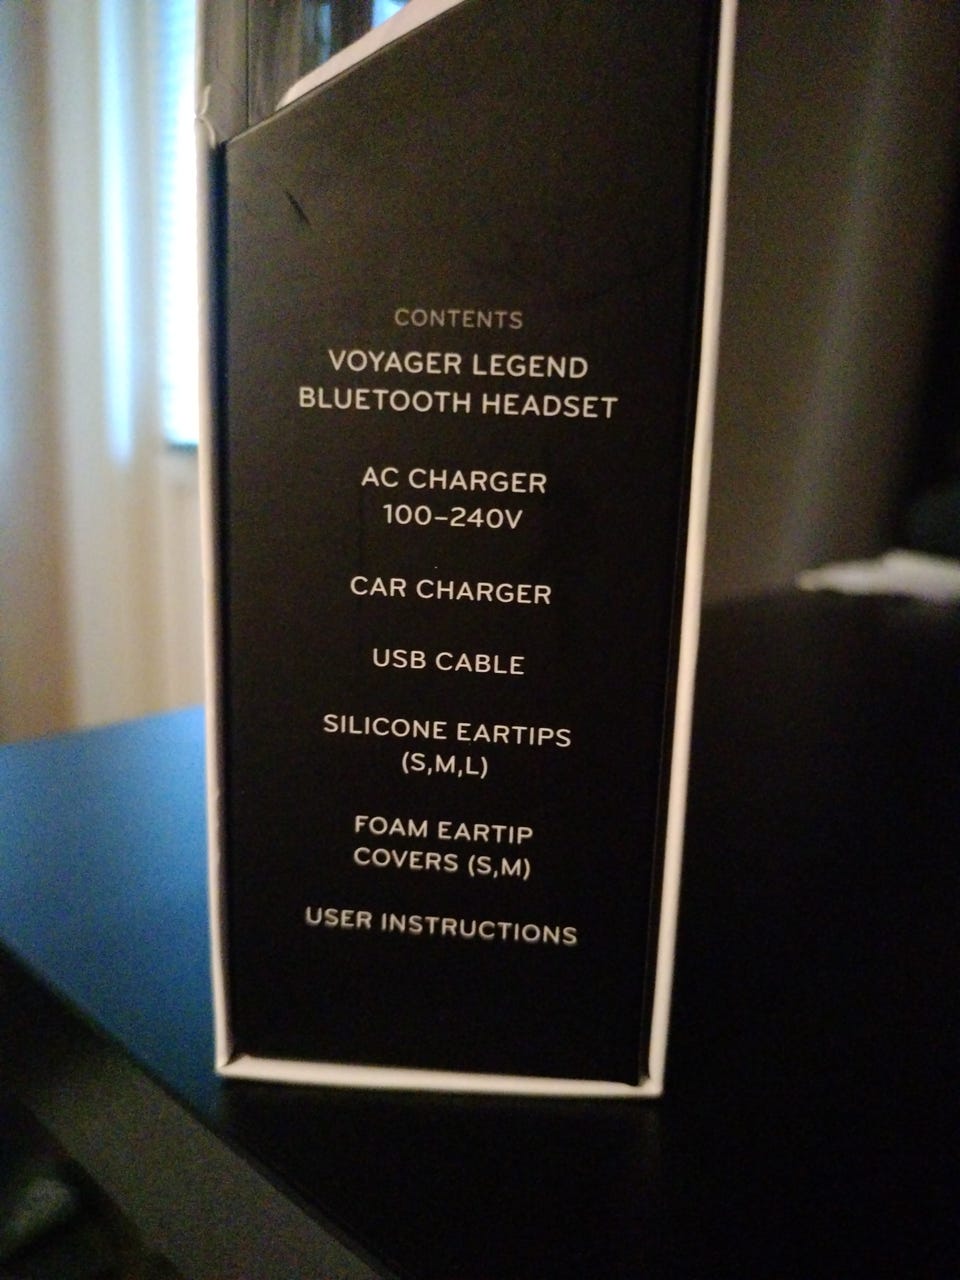 CONTENTS
VOYAGER LEGEND
BLUETOOTH HEADSET
AC CHARGER
100–240V
CAR CHARGER
USB CABLE
SILICONE EARTIPS
(S,M,L)
FOAM EARTIP
COVERS (S,M)
USER INSTRUCTIONS